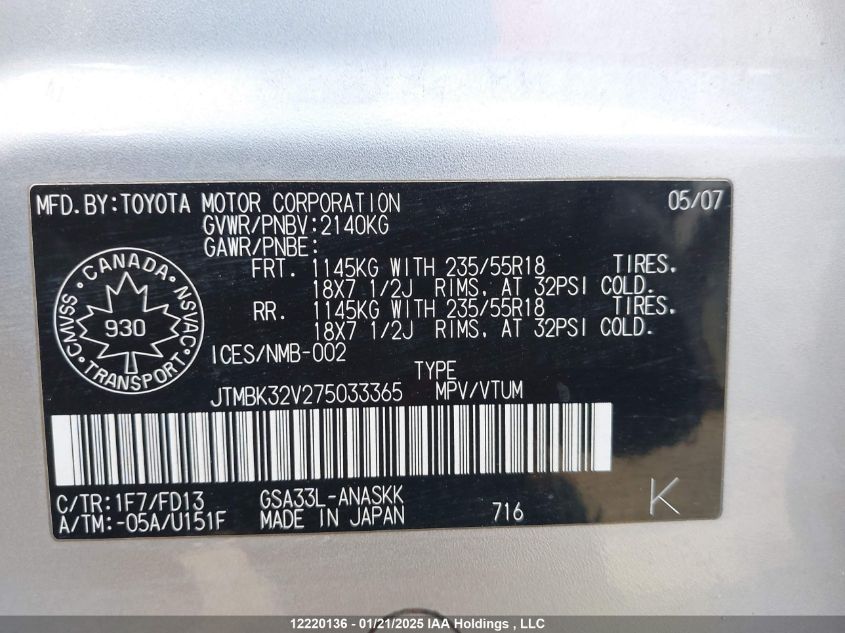 MFD.BY:TOYOTA MOTOR CORPORATION 05/07
GVWR/PNBV:2140KG
GAWR/PNBE:
FRT. 1145KG WITH 235/55R18 TIRES.
18X7 1/2J RIMS. AT 32PSI COLD.
RR. 1145KG WITH 235/55R18 TIRES.
18X7 1/2J RIMS. AT 32PSI COLD.
CANADA
CMVSS NSVAC
930
TRANSPORT
ICES/NMB-002
TYPE
JTMBK32V275033365 MPV/VTUM
C/TR:1F7/FD13 GSA33L-ANASKK
A/TM:-05A/U151F MADE IN JAPAN 716 K
12220136 - 01/21/2025 IAA Holdings , LLC